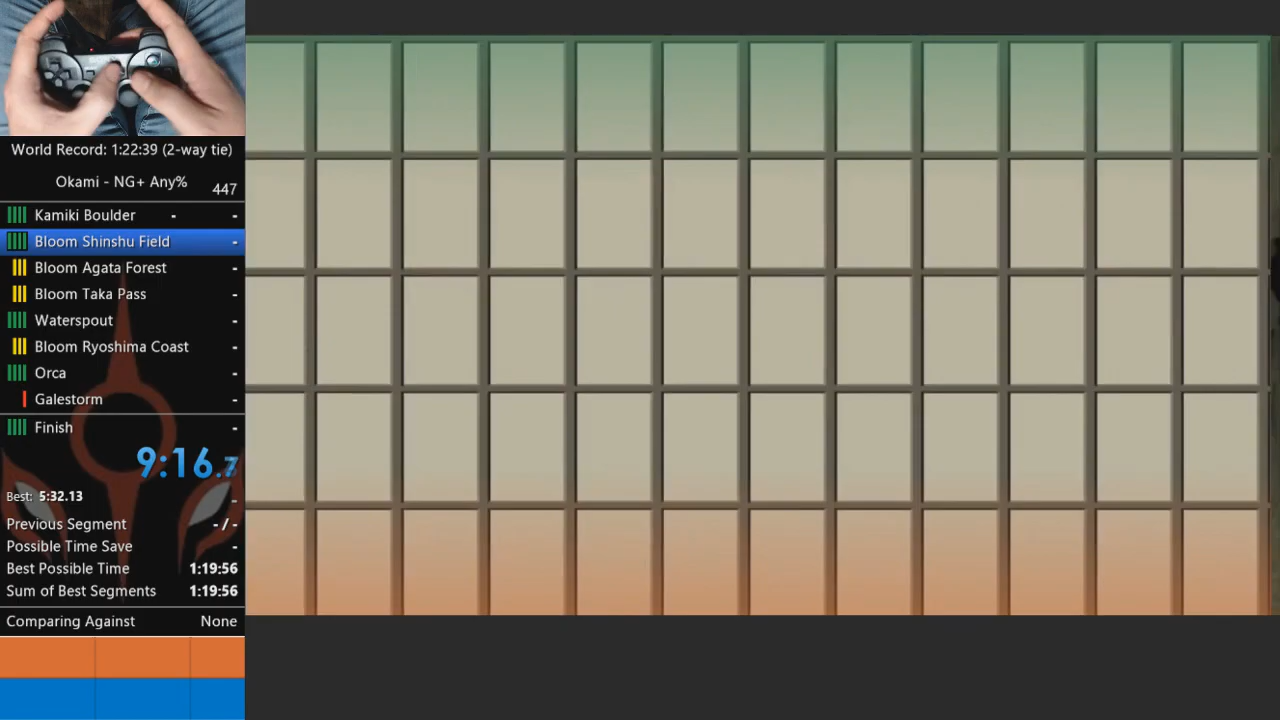 World Record: 1:22:39 (2-way tie)
Okami - NG+ Any%
447
Kamiki Boulder - -
Bloom Shinshu Field -
Bloom Agata Forest -
Bloom Taka Pass -
Waterspout -
Bloom Ryoshima Coast -
Orca -
Galestorm -
Finish -
9:16.7
Best: 5:32.13 -
Previous Segment - / -
Possible Time Save -
Best Possible Time 1:19:56
Sum of Best Segments 1:19:56
Comparing Against None